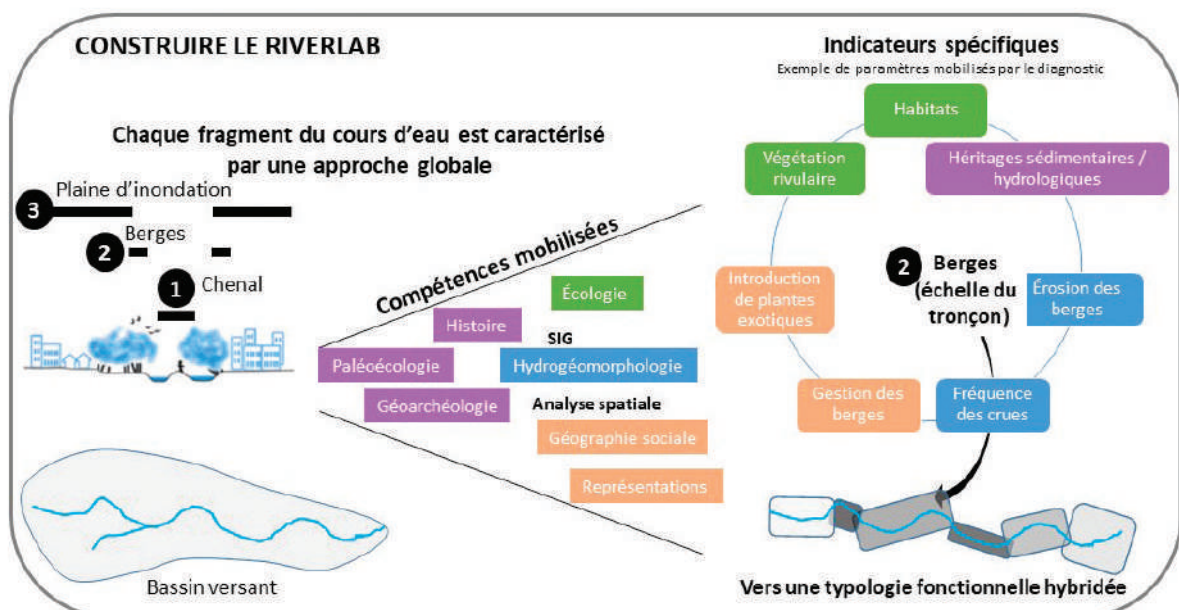 CONSTRUIRE LE RIVERLAB
Chaque fragment du cours d'eau est caractérisé
par une approche globale
3 Plaine d'inondation
2 Berges
1 Chenal
Bassin versant
Compétences mobilisées
Écologie
Histoire
SIG
Paléoécologie
Hydrogéomorphologie
Géoarchéologie
Analyse spatiale
Géographie sociale
Représentations
Indicateurs spécifiques
Exemple de paramètres mobilisés par le diagnostic
Habitats
Végétation
rivulaire
Héritages sédimentaires /
hydrologiques
Introduction
de plantes
exotiques
2 Berges
(échelle du
tronçon)
Érosion des
berges
Gestion des
berges
Fréquence
des crues
Vers une typologie fonctionnelle hybridée